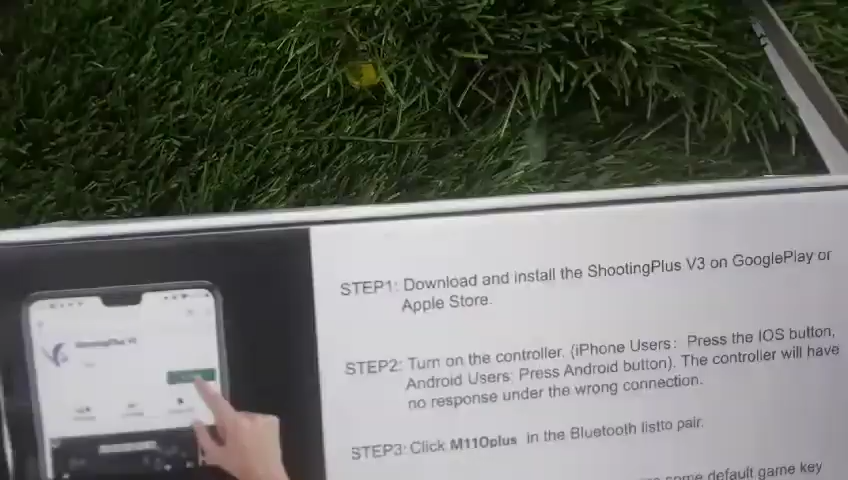 STEP1: Download and install the ShootingPlus V3 on GooglePlay or
Apple Store.
STEP2: Turn on the controller. (iPhone Users: Press the IOS button,
Android Users: Press Android button). The controller will have
no response under the wrong connection.
STEP3: Click M110plus in the Bluetooth listto pair.
some default game key
ShootingPlus V3